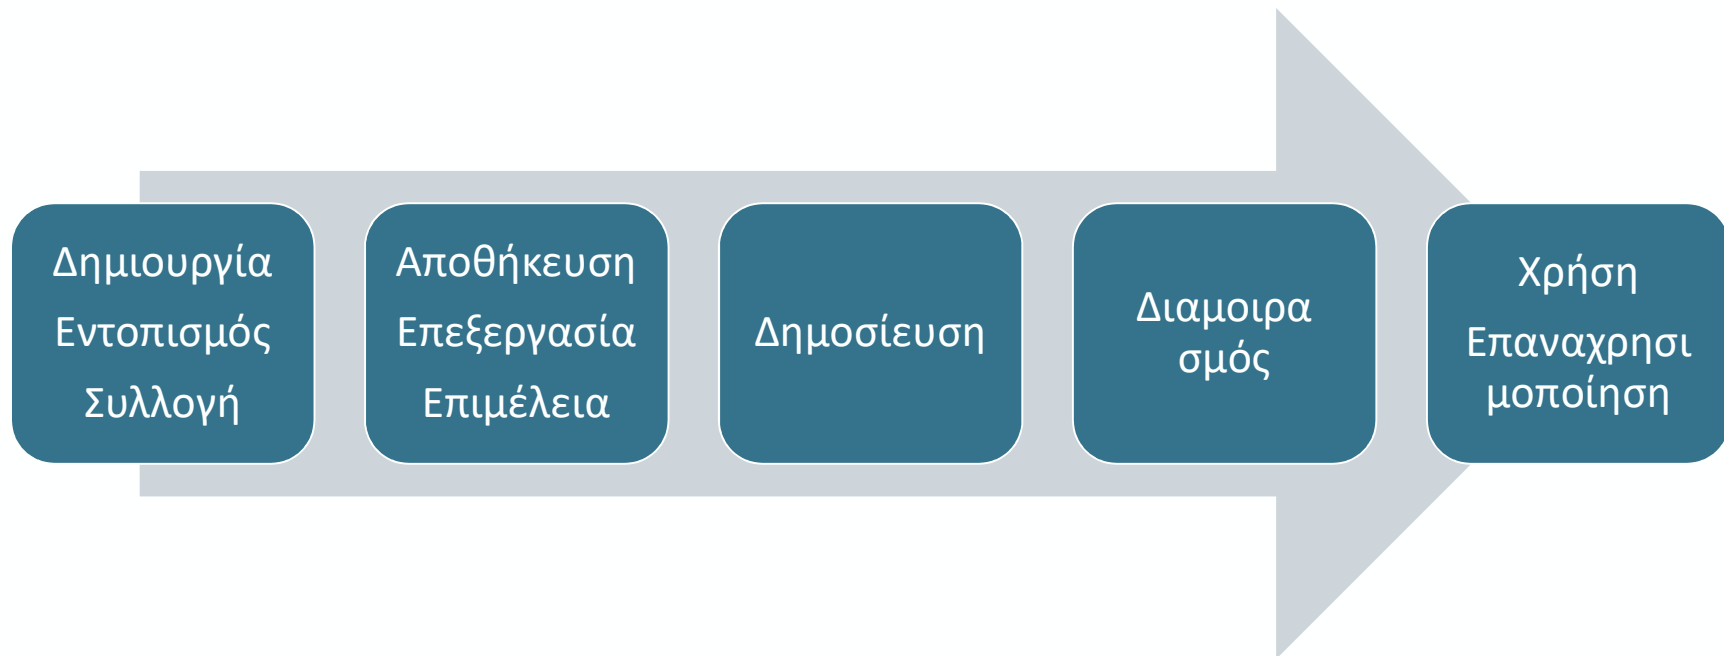 Δημιουργία
Εντοπισμός
Συλλογή
Αποθήκευση
Επεξεργασία
Επιμέλεια
Δημοσίευση
Διαμοιρα
σμός
Χρήση
Επαναχρησι
μοποίηση